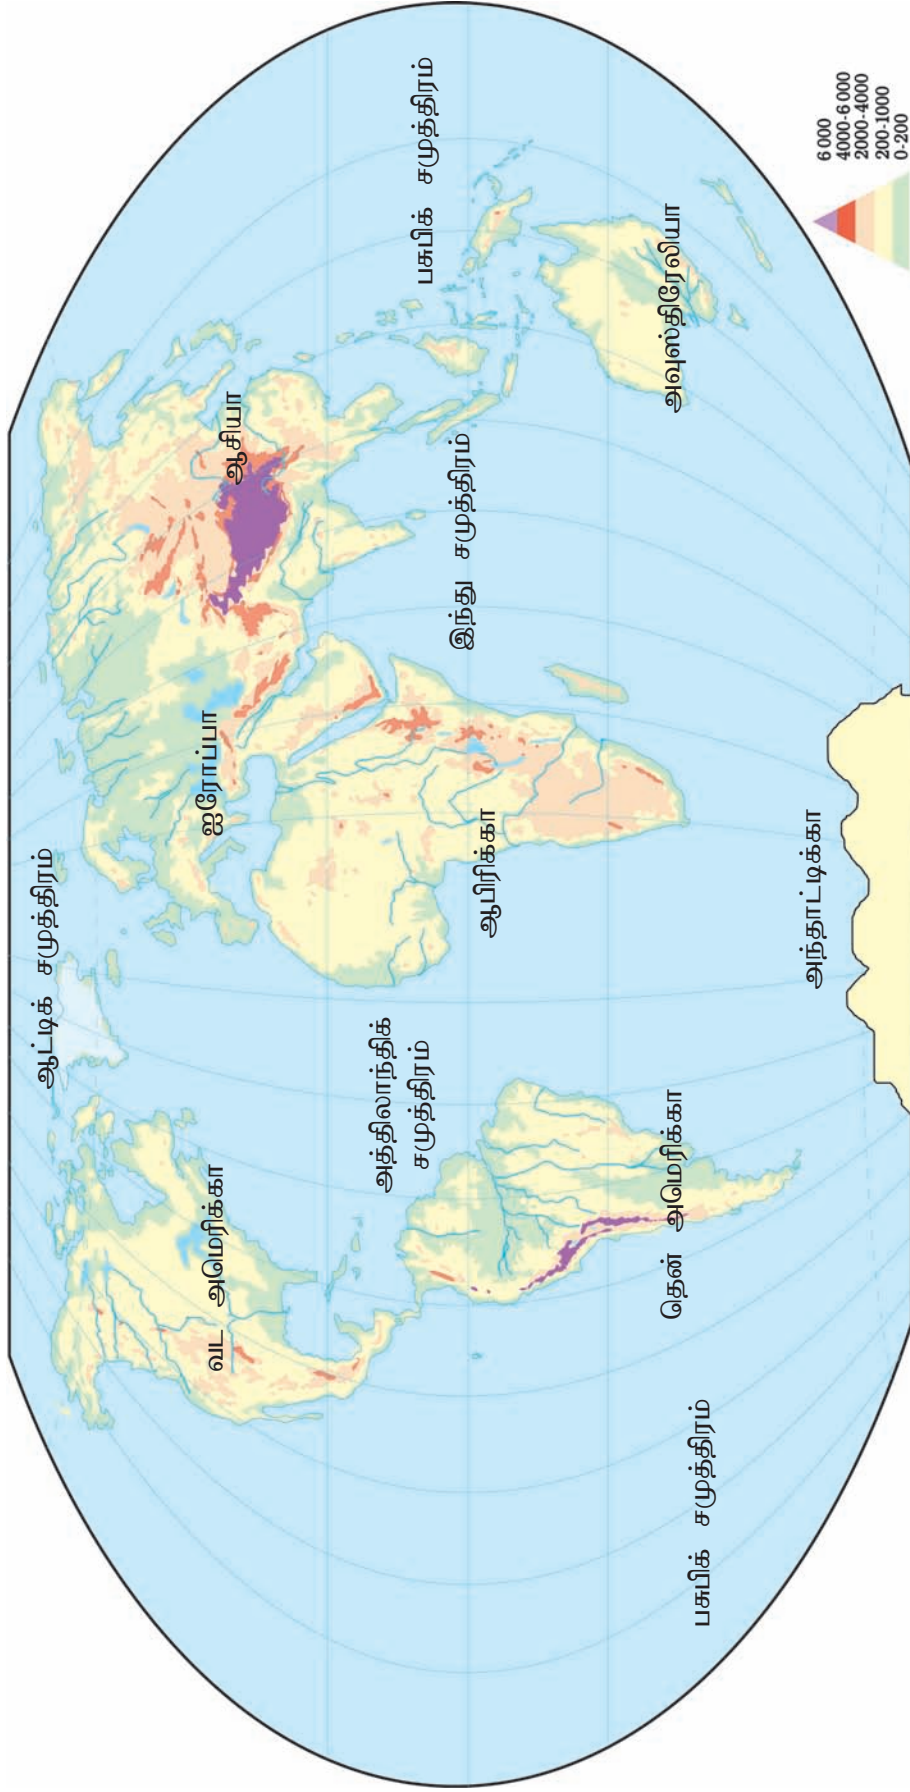 ஆட்டிக் சமுத்திரம்
வட அமெரிக்கா
ஐரோப்பா
ஆசியா
அத்திலாந்திக்
சமுத்திரம்
பசுபிக் சமுத்திரம்
ஆபிரிக்கா
இந்து சமுத்திரம்
தென் அமெரிக்கா
அவுஸ்திரேலியா
பசுபிக் சமுத்திரம்
அந்தாட்டிக்கா
6000
4000-6000
2000-4000
200-1000
0-200